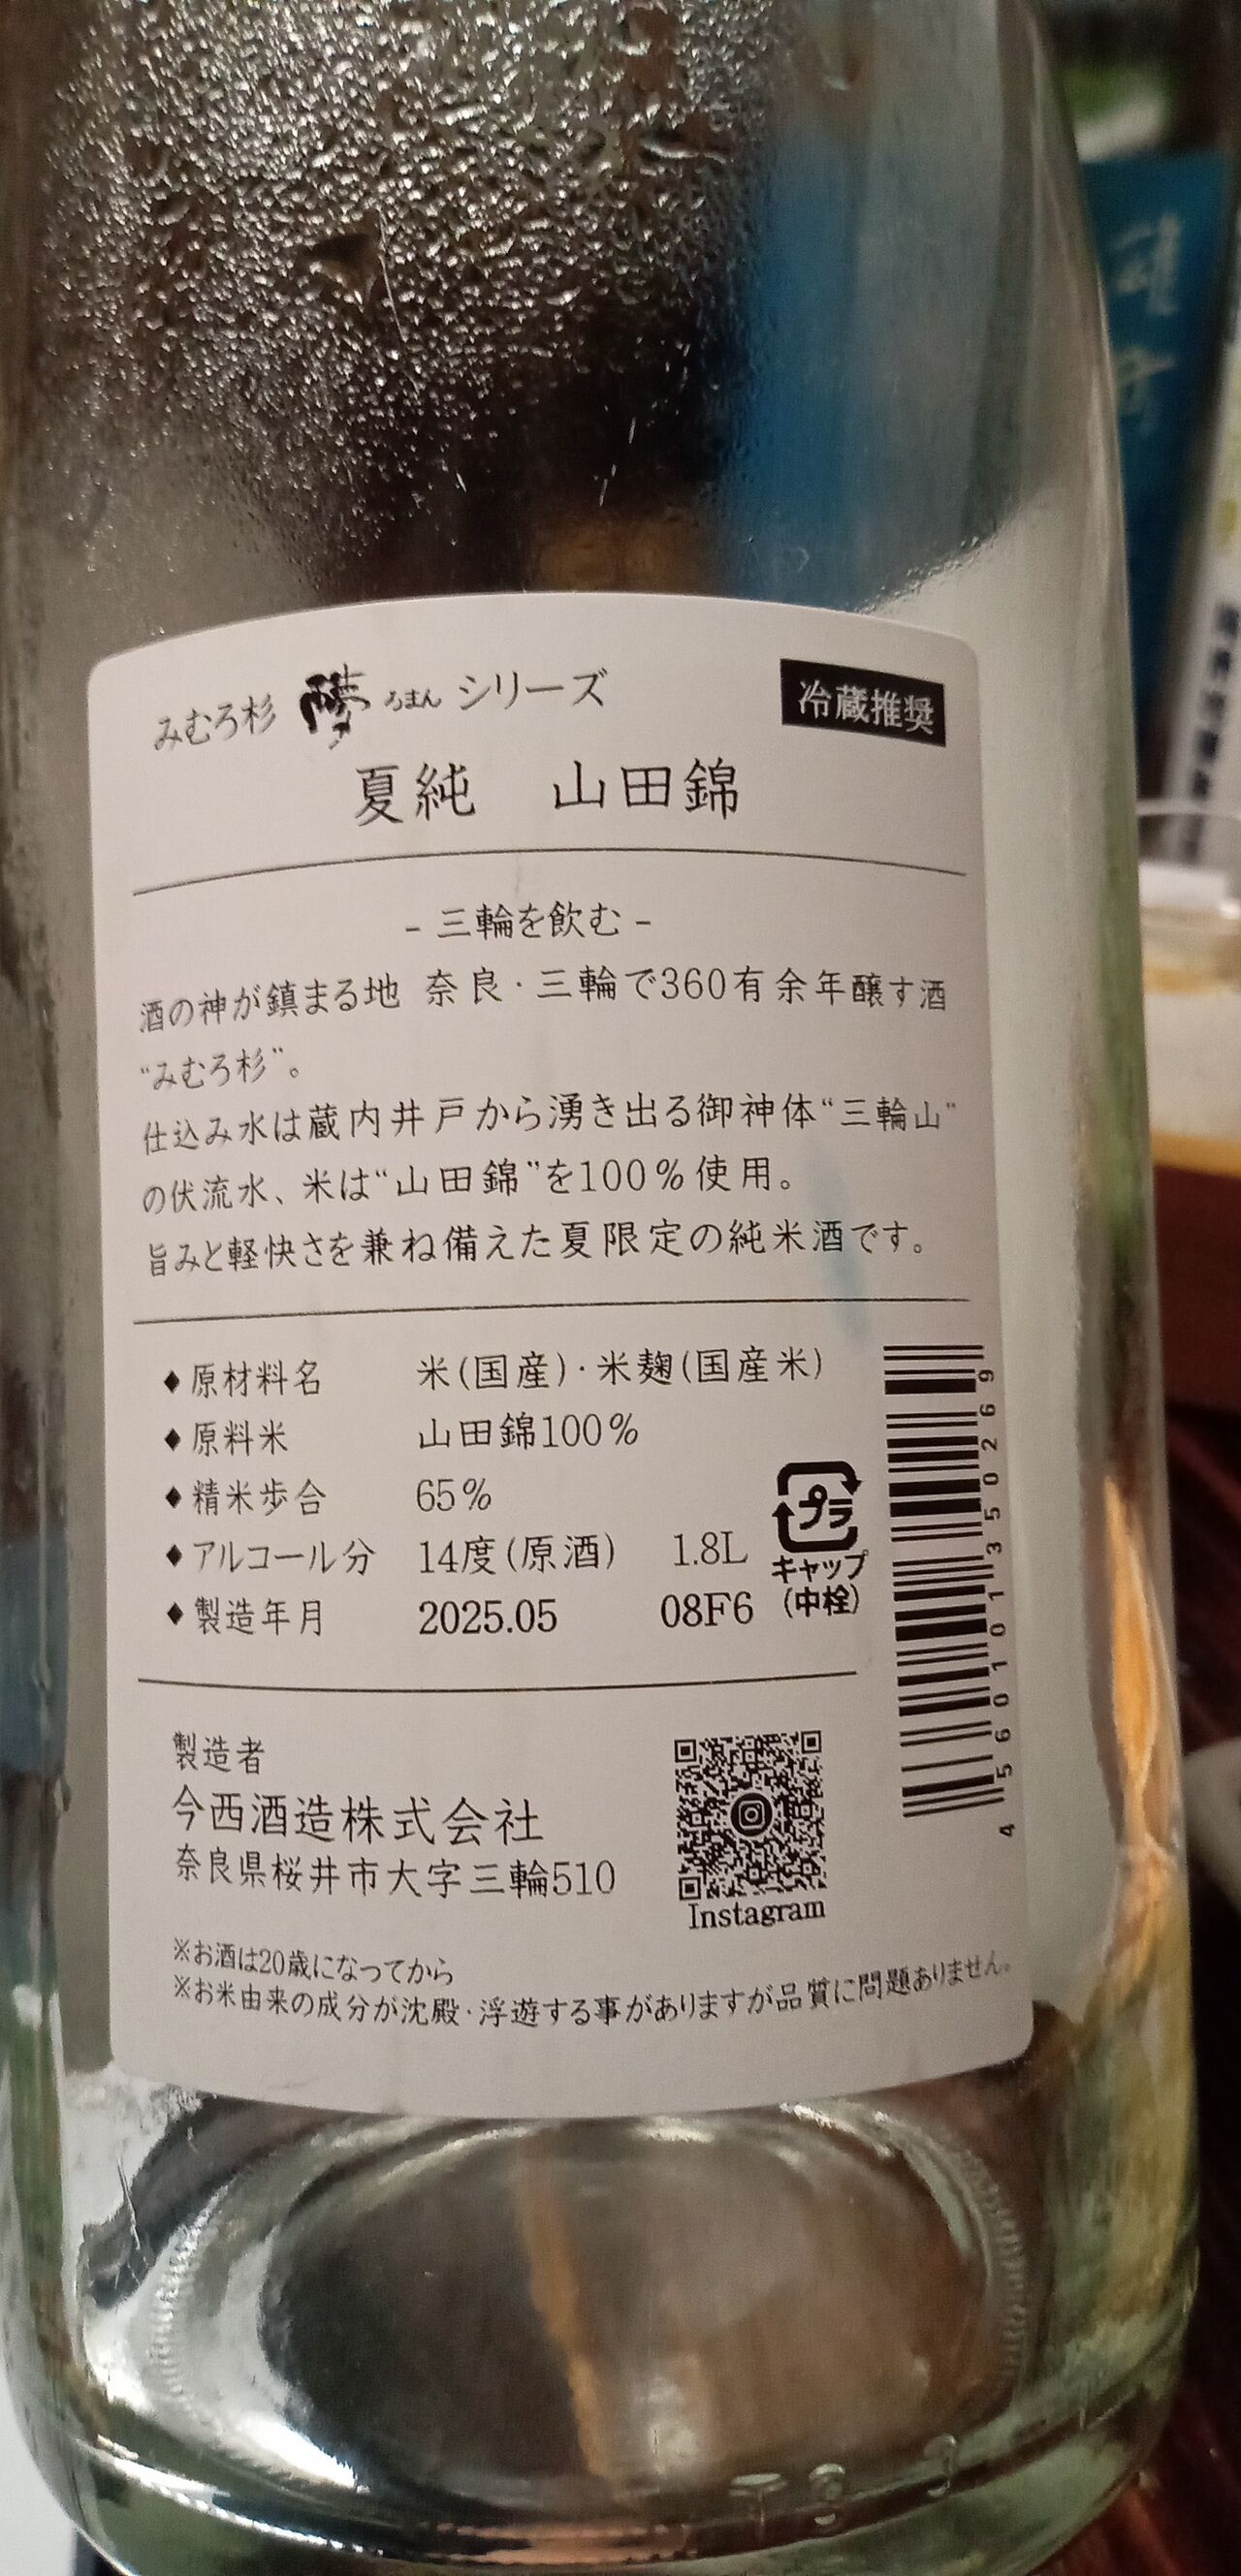 みむろ杉 ろまん シリーズ
冷蔵推奨
夏純 山田錦
- 三輪を飲む -
酒の神が鎮まる地 奈良・三輪で360有余年醸す酒
“みむろ杉”。
仕込み水は蔵内井戸から湧き出る御神体“三輪山”
の伏流水、米は“山田錦”を100%使用。
旨みと軽快さを兼ね備えた夏限定の純米酒です。
◆原材料名 米(国産)・米麹(国産米)
◆原料米 山田錦100%
◆精米歩合 65%
◆アルコール分 14度(原酒) 1.8L
◆製造年月 2025.05 08F6
プラ
キャップ
(中栓)
4560101350269
製造者
今西酒造株式会社
奈良県桜井市大字三輪510
Instagram
※お酒は20歳になってから
※お米由来の成分が沈殿・浮遊する事がありますが品質に問題ありません。